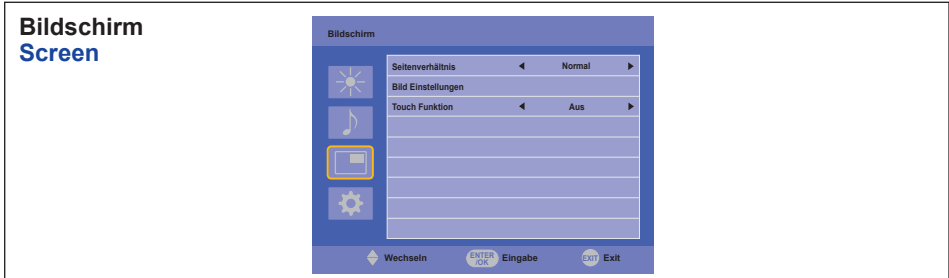 Bildschirm
Screen
Bildschirm
Seitenverhältnis Normal
Bild Einstellungen
Touch Funktion Aus
Wechseln ENTER /OK Eingabe EXIT Exit